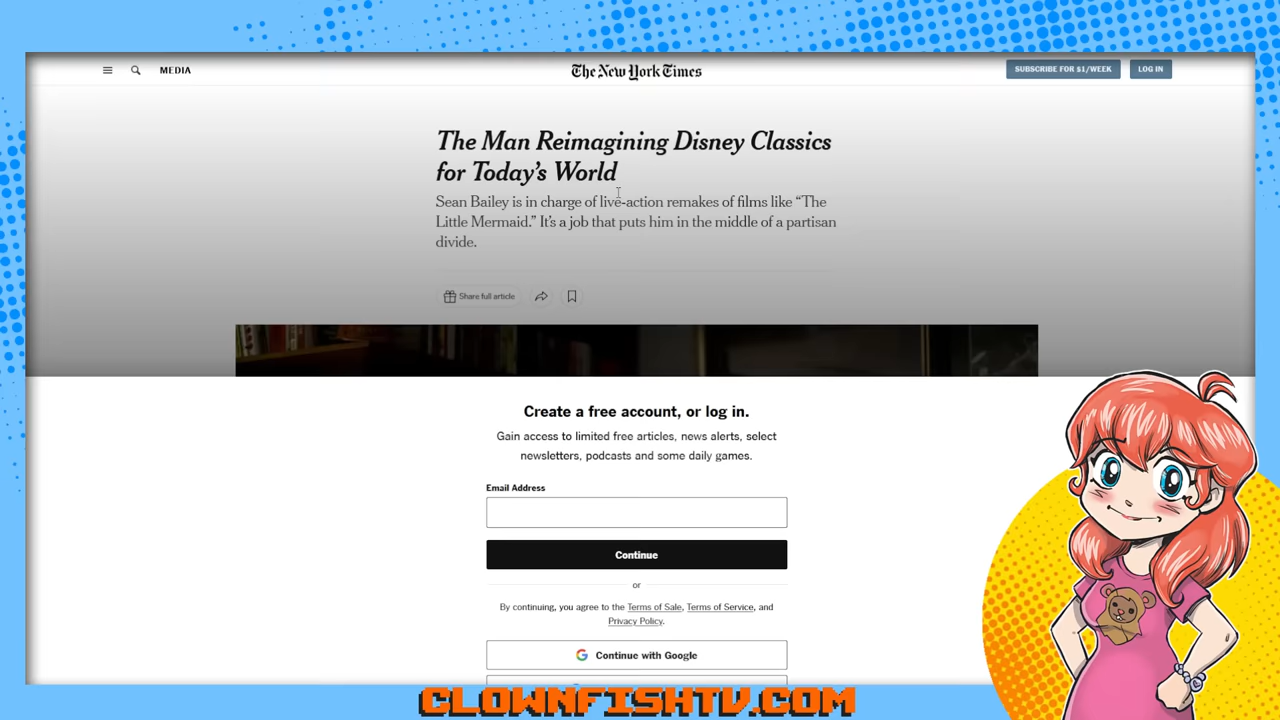 MEDIA
The New York Times
SUBSCRIBE FOR $1/WEEK
LOG IN
The Man Reimagining Disney Classics
for Today's World
Sean Bailey is in charge of live-action remakes of films like “The
Little Mermaid.” It's a job that puts him in the middle of a partisan
divide.
Share full article
Create a free account, or log in.
Gain access to limited free articles, news alerts, select
newsletters, podcasts and some daily games.
Email Address
Continue
or
By continuing, you agree to the Terms of Sale, Terms of Service, and
Privacy Policy.
Continue with Google
CLOWNFISHTV.COM